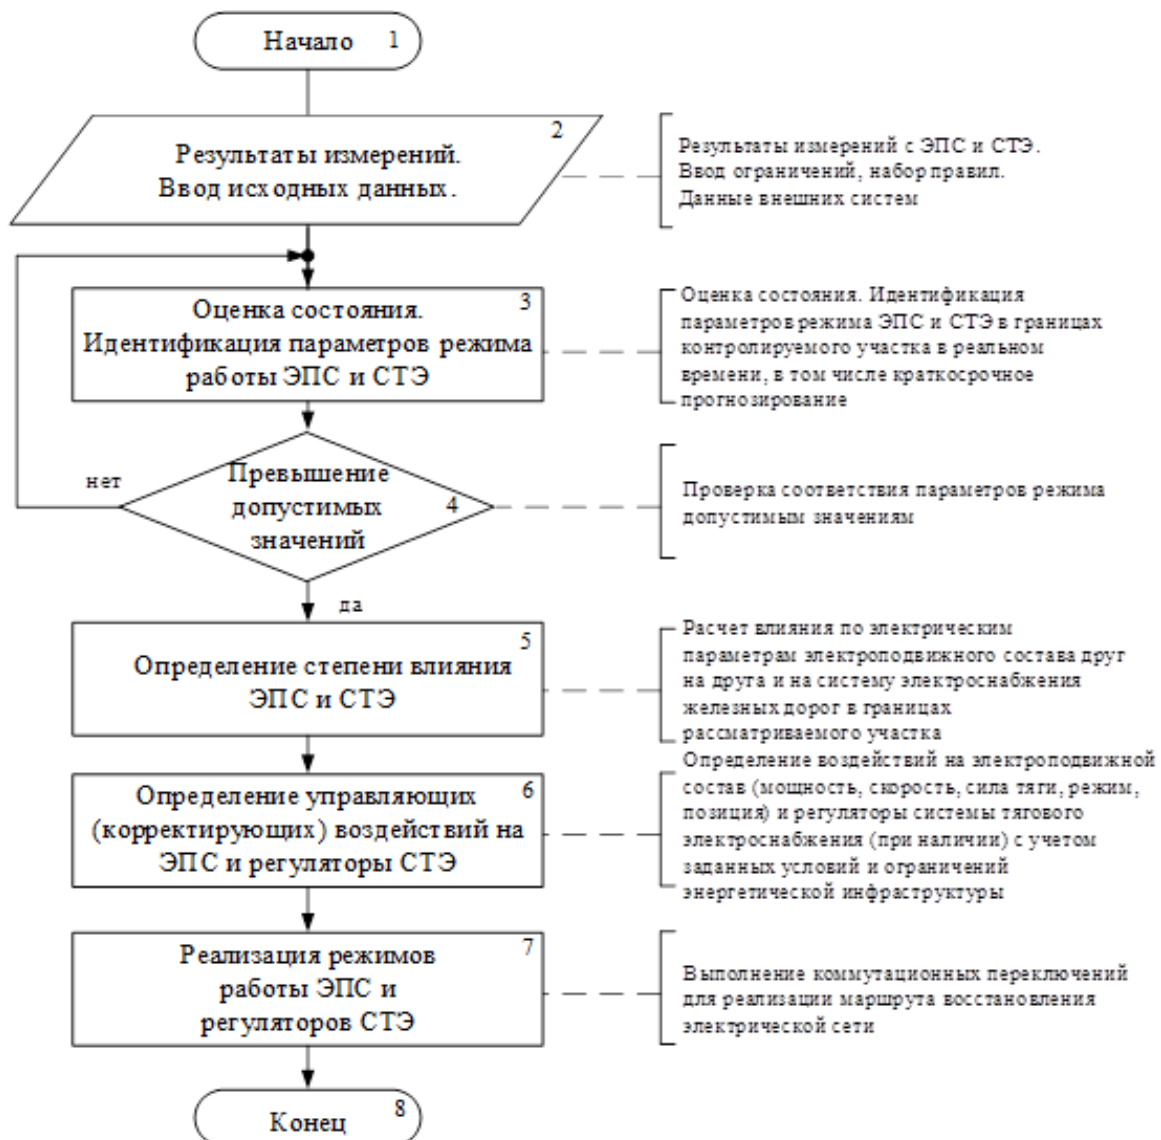 Начало 1
2
Результаты измерений.
Ввод исходных данных.
Результаты измерений с ЭПС и СТЭ.
Ввод ограничений, набор правил.
Данные внешних систем
3
Оценка состояния.
Идентификация параметров режима
работы ЭПС и СТЭ
Оценка состояния. Идентификация
параметров режима ЭПС и СТЭ в границах
контролируемого участка в реальном
времени, в том числе краткосрочное
прогнозирование
нет
Превышение
допустимых
значений
4
Проверка соответствия параметров режима
допустимым значениям
да
5
Определение степени влияния
ЭПС и СТЭ
Расчет влияния по электрическим
параметрам электроподвижного состава друг
на друга и на систему электроснабжения
железных дорог в границах
рассматриваемого участка
6
Определение управляющих
(корректирующих) воздействий на
ЭПС и регуляторы СТЭ
Определение воздействий на электроподвижной
состав (мощность, скорость, сила тяги, режим,
позиция) и регуляторы системы тягового
электроснабжения (при наличии) с учетом
заданных условий и ограничений
энергетической инфраструктуры
7
Реализация режимов
работы ЭПС и
регуляторов СТЭ
Выполнение коммутационных переключений
для реализации маршрута восстановления
электрической сети
Конец 8